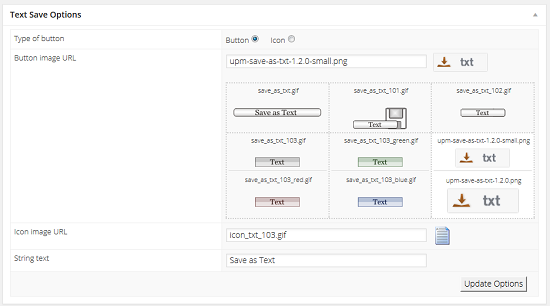 Text Save Options
Type of button
Button Icon
Button image URL
upm-save-as-txt-1.2.0-small.png
txt
save_as_txt.gif save_as_txt_101.gif save_as_txt_102.gif
Save as Text Text Text
save_as_txt_103.gif save_as_txt_103_green.gif upm-save-as-txt-1.2.0-small.png
Text Text txt
save_as_txt_103_red.gif save_as_txt_103_blue.gif upm-save-as-txt-1.2.0.png
Text Text txt
Icon image URL
icon_txt_103.gif
String text
Save as Text
Update Options